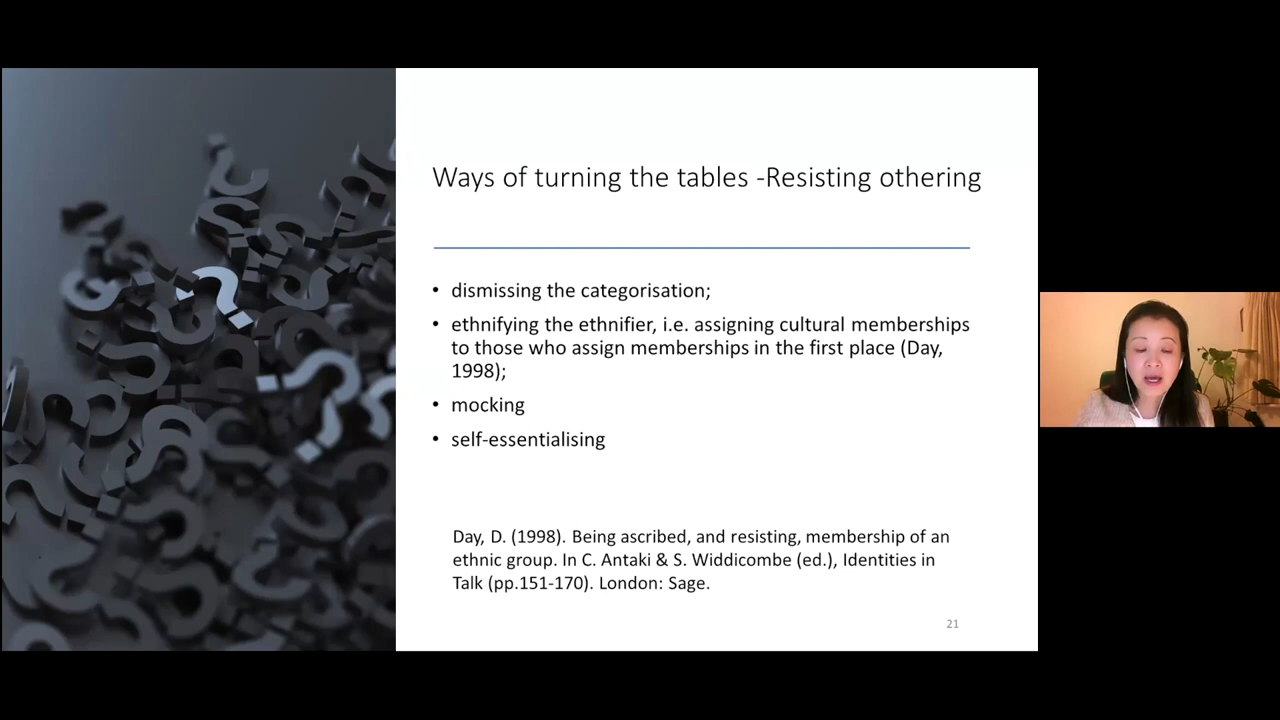 Ways of turning the tables -Resisting othering
• dismissing the categorisation;
• ethnifying the ethnifier, i.e. assigning cultural memberships
to those who assign memberships in the first place (Day,
1998);
• mocking
• self-essentialising
Day, D. (1998). Being ascribed, and resisting, membership of an
ethnic group. In C. Antaki & S. Widdicombe (ed.), Identities in
Talk (pp.151-170). London: Sage.
21